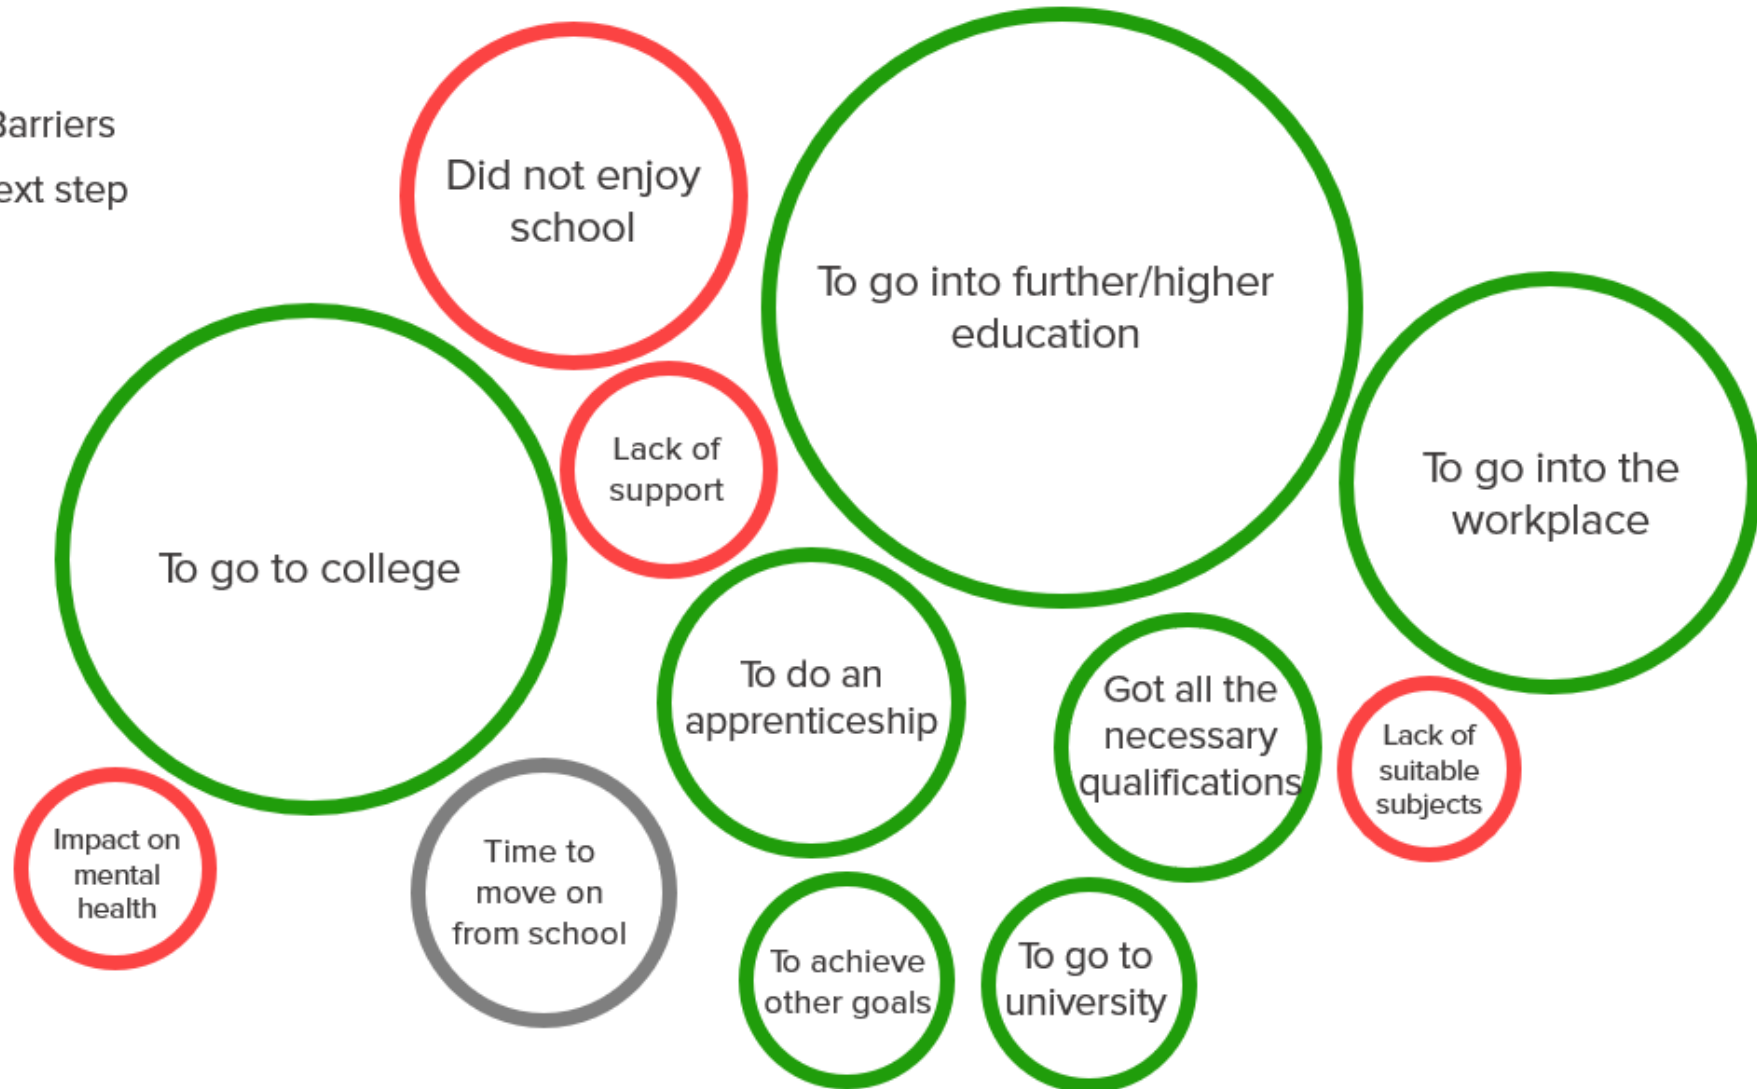 Barriers
ext step
Did not enjoy
school
To go into further/higher
education
To go into the
workplace
Lack of
support
To go to college
To do an
apprenticeship
Got all the
necessary
qualifications
Lack of
suitable
subjects
Impact on
mental
health
Time to
move on
from school
To achieve
other goals
To go to
university